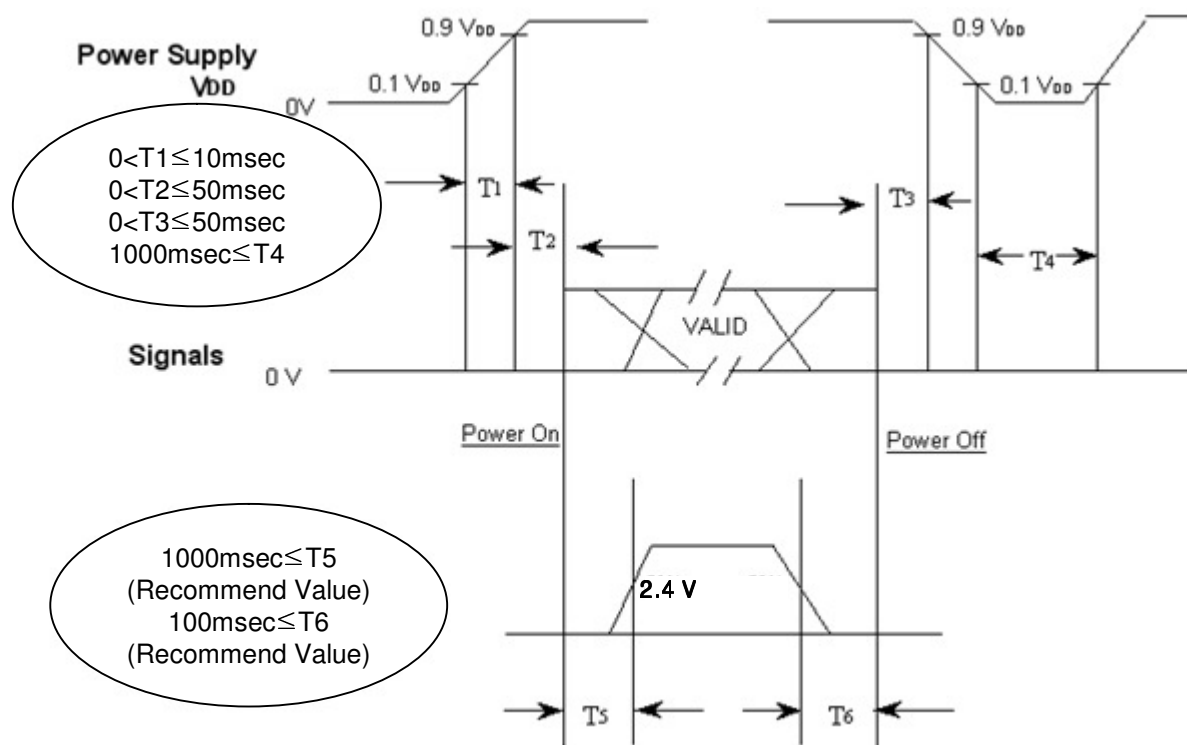 0.9 VDD
0.9 VDD
Power Supply
VDD
0.1 VDD
0.1 VDD
0V
0<T1≦10msec
0<T2≦50msec
0<T3≦50msec
1000msec≦T4
T1
T3
T2
T4
VALID
Signals
0 V
Power On
Power Off
1000msec≦T5
(Recommend Value)
100msec≦T6
(Recommend Value)
2.4 V
T5
T6